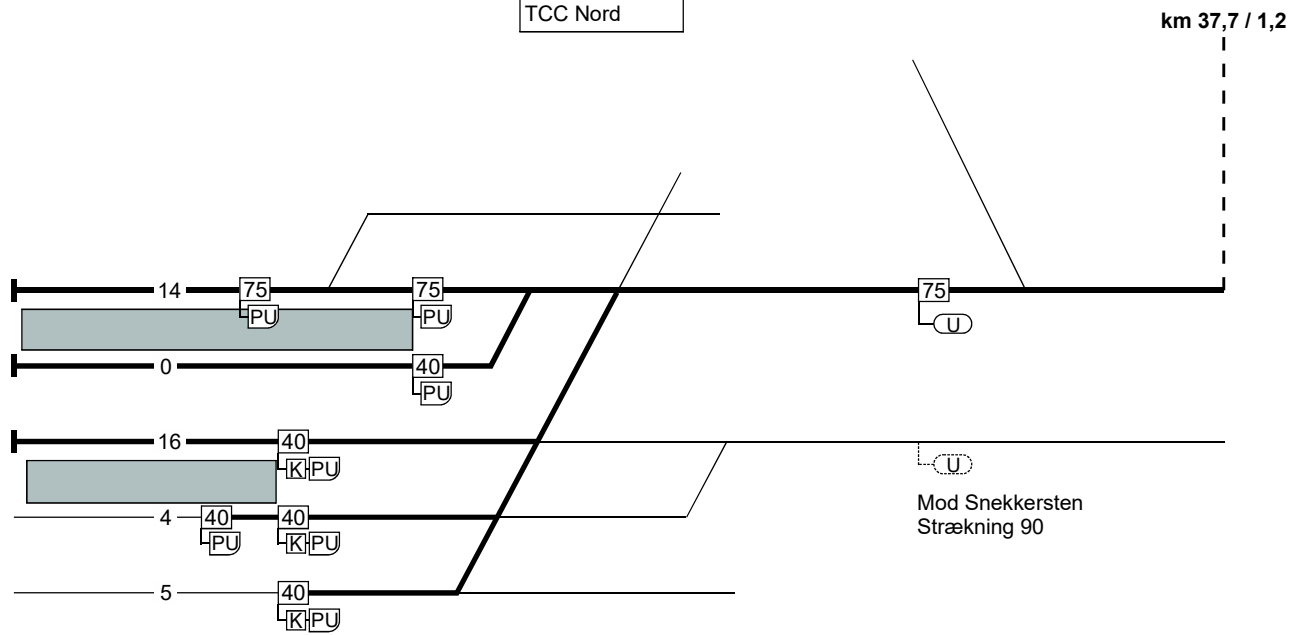 TCC Nord
km 37,7 / 1,2
14 75 75 75
PU PU U
0 40
PU
16 40
K PU U
4 40 40
PU K PU
Mod Snekkersten
Strækning 90
5 40
K PU